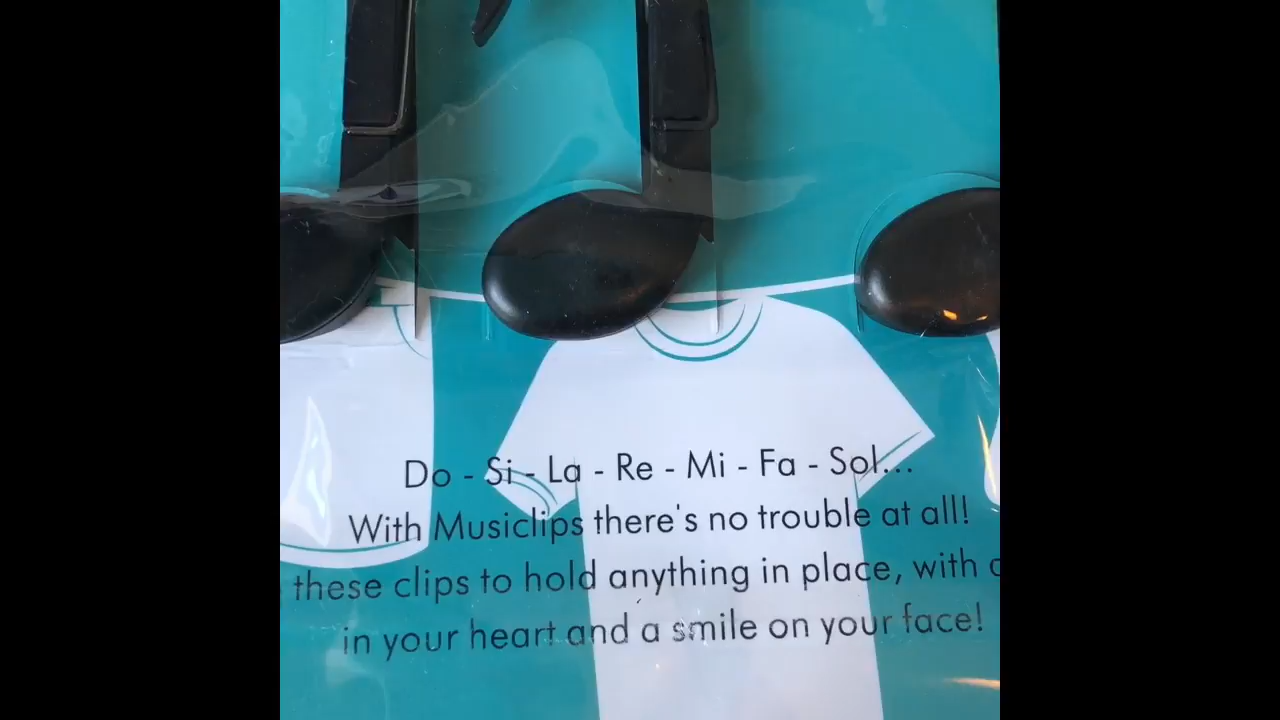 Do - Si - La - Re - Mi - Fa - Sol...
With Musiclips there's no trouble at all!
these clips to hold anything in place, with
in your heart and a smile on your face!